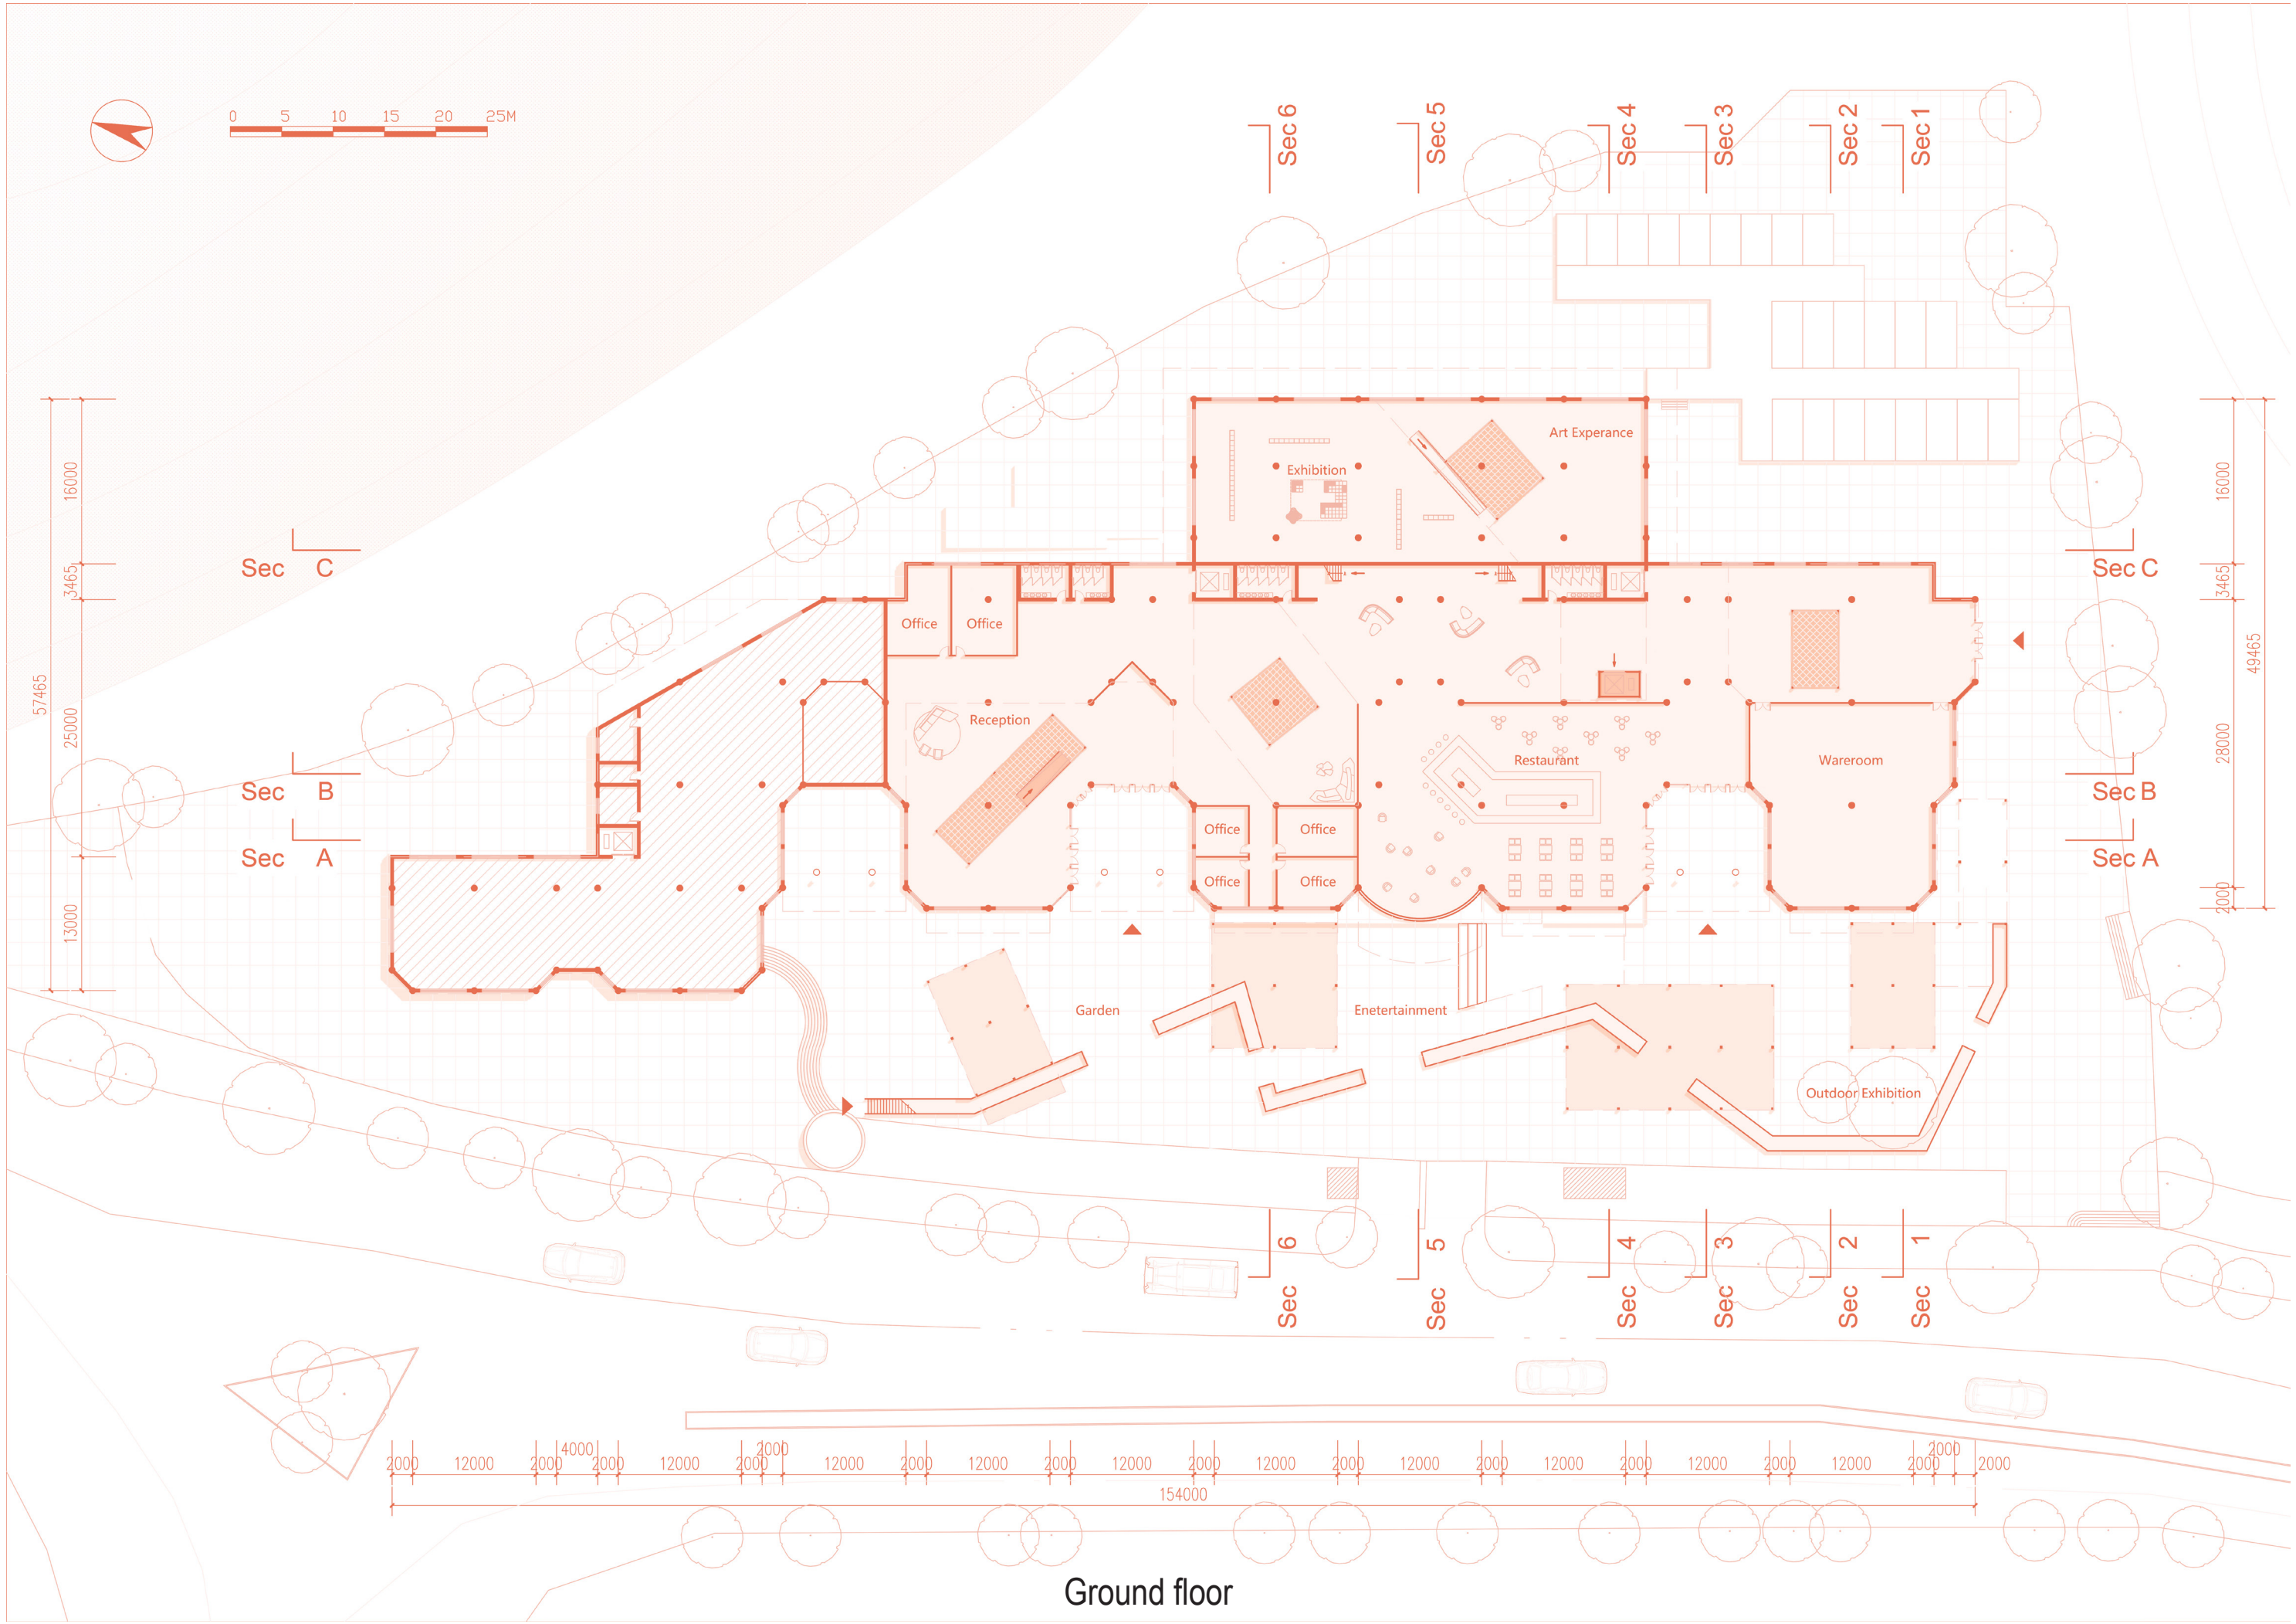 0 5 10 15 20 25M
Sec 6
Sec 5
Sec 4
Sec 3
Sec 2
Sec 1
Art Experance
Exhibition
16000
16000
Sec C
Sec C
3465
3465
Office
Office
57465
49465
25000
28000
Reception
Restaurant
Wareroom
Sec B
Sec B
Office
Office
Sec A
Sec A
Office
Office
13000
2000
Garden
Enetertainment
Outdoor Exhibition
Sec 6
Sec 5
Sec 4
Sec 3
Sec 2
Sec 1
4000 2000 2000
2000 12000 2000 2000 12000 2000 12000 2000 12000 2000 12000 2000 12000 2000 12000 2000 12000 2000 12000 2000 12000 2000 2000
154000
Ground floor